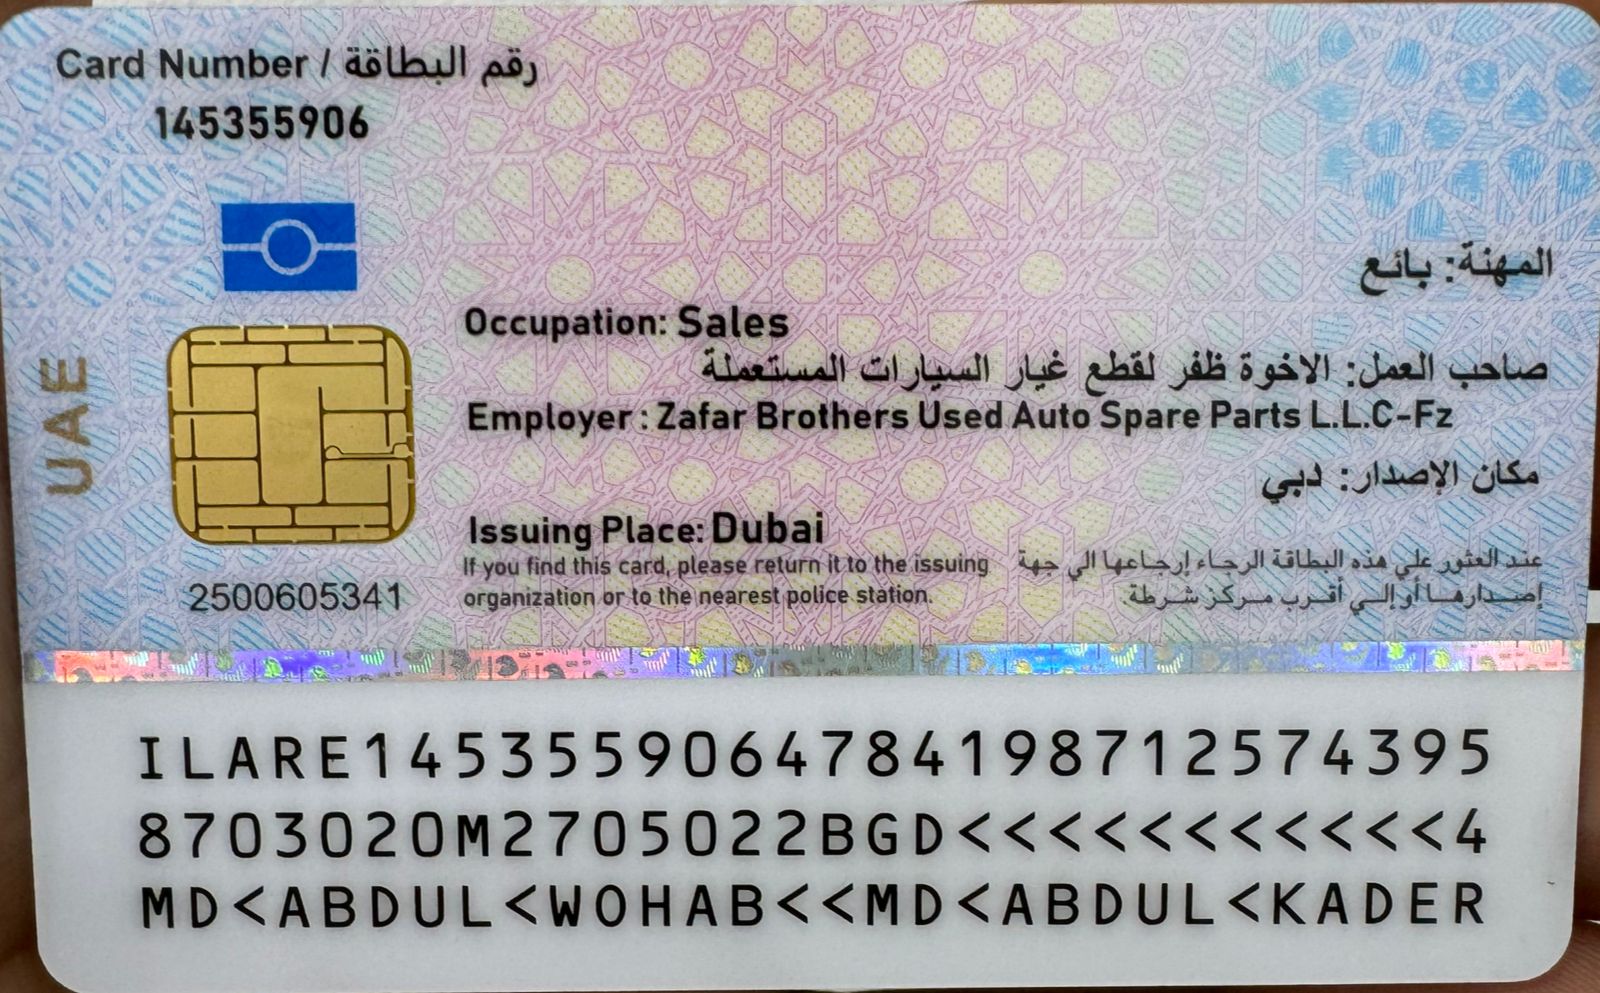 Card Number / رقم البطاقة
145355906
المهنة: بائع
Occupation: Sales
صاحب العمل: الاخوة ظفر لقطع غيار السيارات المستعملة
Employer : Zafar Brothers Used Auto Spare Parts L.L.C-Fz
مكان الإصدار: دبي
Issuing Place: Dubai
If you find this card, please return it to the issuing
organization or to the nearest police station.
عند العثور علي هذه البطاقة الرجاء إرجاعها الي جهة
إصدارها أو إلي أقرب مركز شرطة.
UAE
2500605341
ILARE1453559064784198712574395
8703020M2705022BGD<<<<<<<<<<<4
MD<ABDUL<WOHAB<<MD<ABDUL<KADER